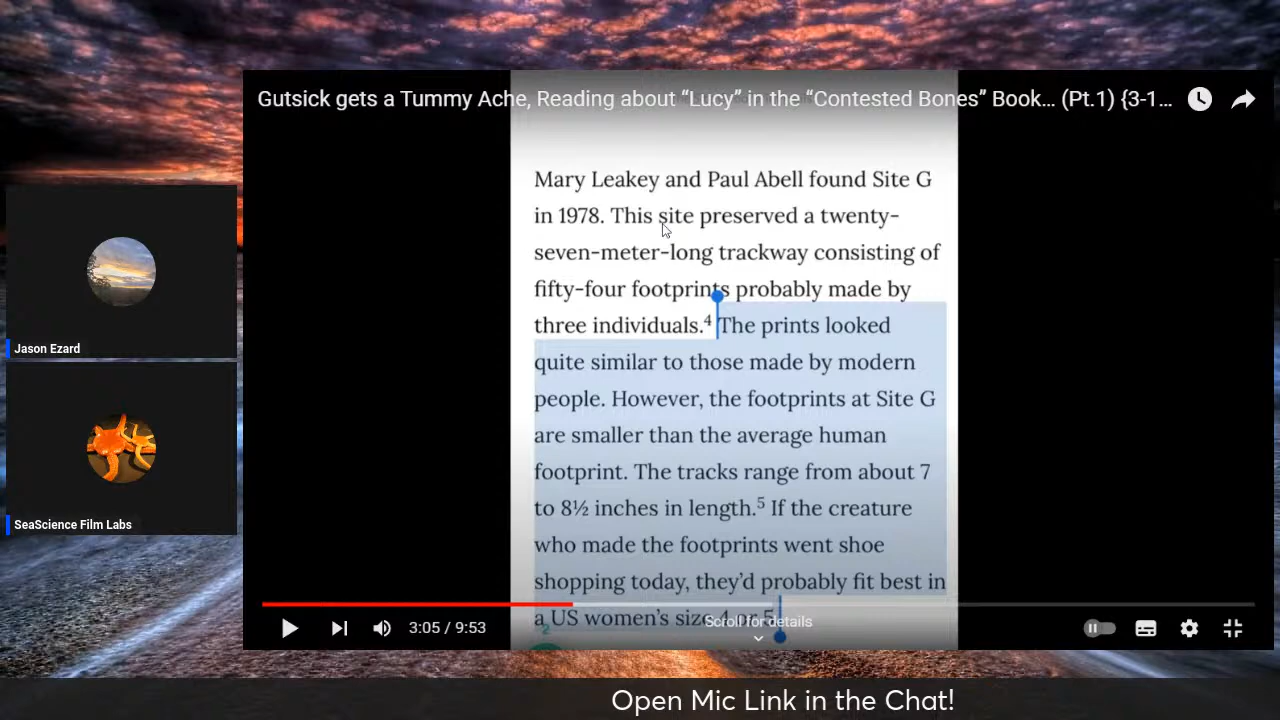 Gutsick gets a Tummy Ache, Reading about “Lucy” in the “Contested Bones” Book... (Pt.1) {3-1...
Mary Leakey and Paul Abell found Site G
in 1978. This site preserved a twenty-
seven-meter-long trackway consisting of
fifty-four footprints probably made by
three individuals.4 The prints looked
quite similar to those made by modern
people. However, the footprints at Site G
are smaller than the average human
footprint. The tracks range from about 7
to 8½ inches in length.5 If the creature
who made the footprints went shoe
shopping today, they’d probably fit best in
a US women’s size 4 or 5
Scroll for details
2
3:05 / 9:53
Jason Ezard
SeaScience Film Labs
Open Mic Link in the Chat!